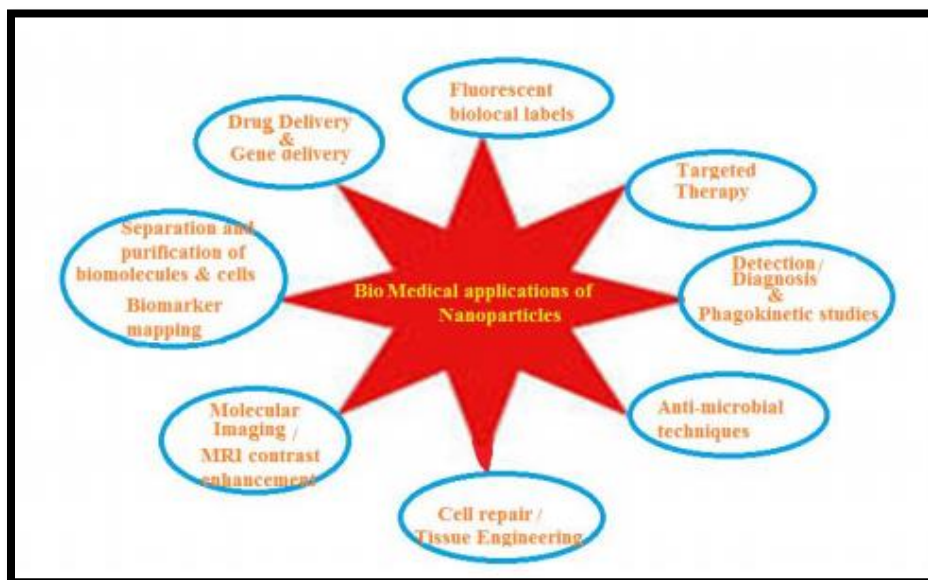 Fluorescent
biolocal labels
Drug Delivery
&
Gene delivery
Targeted
Therapy
Separation and
purification of
biomolecules & cells
Biomarker
mapping
Detection/
Diagnosis
&
Phagokinetic studies
Bio Medical applications of
Nanoparticles
Molecular
Imaging /
MRI contrast
enhancement
Anti-microbial
techniques
Cell repair /
Tissue Engineering